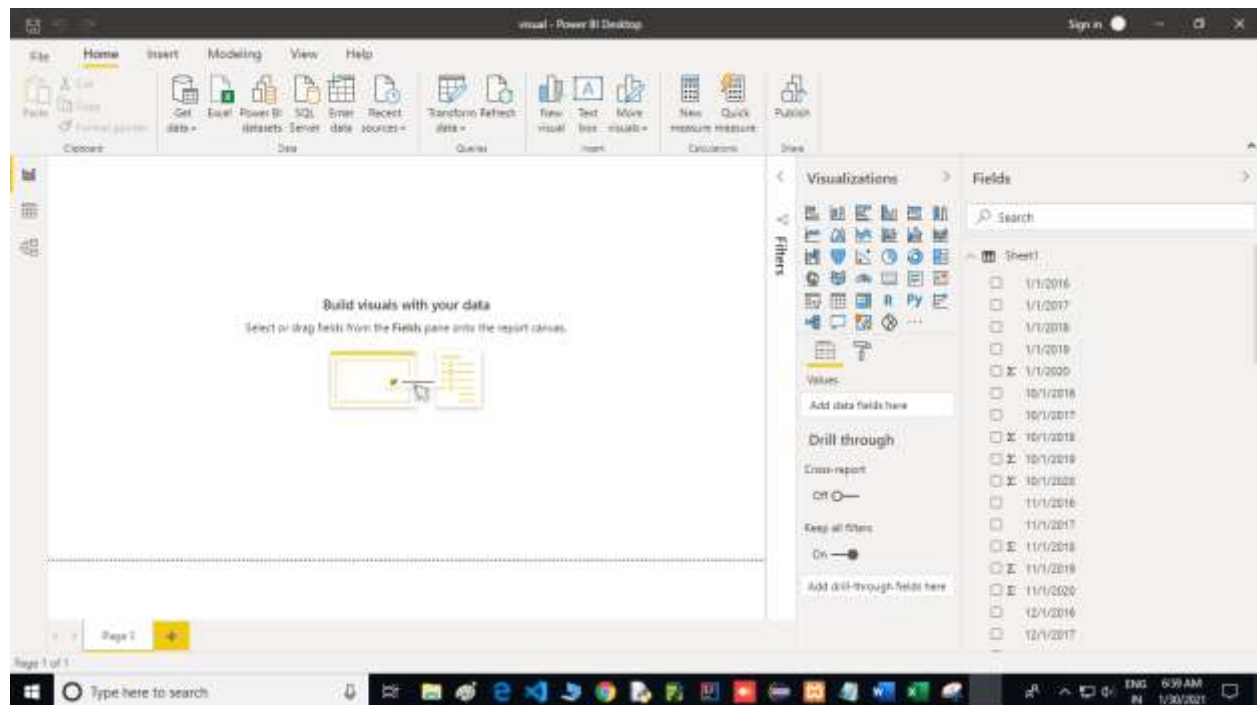 visual - Power BI Desktop
Sign in
File Home Insert Modeling View Help
Paste
Cut
Copy
Format painter
Get data
Excel
Power BI datasets
SQL Server
Enter data
Recent sources
Transform data
Refresh
New visual
Text box
More visuals
New measure
Quick measure
Publish
Clipboard
Data
Queries
Insert
Calculations
Share
Filters
Build visuals with your data
Select or drag fields from the Fields pane onto the report canvas.
Visualizations
R Py
Values
Add data fields here
Drill through
Cross-report
Off
Keep all filters
On
Add drill-through fields here
Fields
Search
Sheet1
1/1/2016
1/1/2017
1/1/2018
1/1/2019
Σ 1/1/2020
10/1/2016
10/1/2017
Σ 10/1/2018
Σ 10/1/2019
Σ 10/1/2020
11/1/2016
11/1/2017
Σ 11/1/2018
Σ 11/1/2019
Σ 11/1/2020
12/1/2016
12/1/2017
Page 1
Page 1 of 1
Type here to search
ENG
IN
6:59 AM
1/30/2021